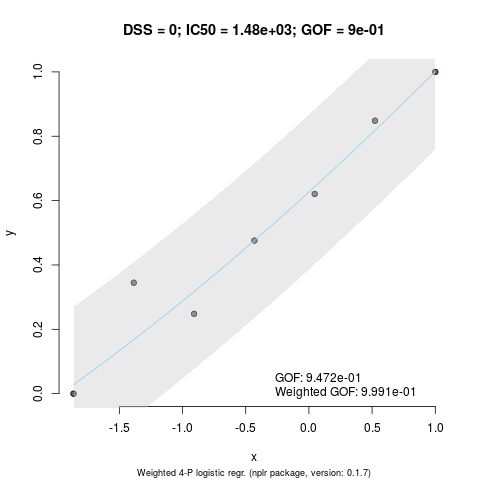 DSS = 0; IC50 = 1.48e+03; GOF = 9e-01
1.0
0.8
0.6
0.4
0.2
0.0
y
GOF: 9.472e-01
Weighted GOF: 9.991e-01
-1.5 -1.0 -0.5 0.0 0.5 1.0
x
Weighted 4-P logistic regr. (nplr package, version: 0.1.7)